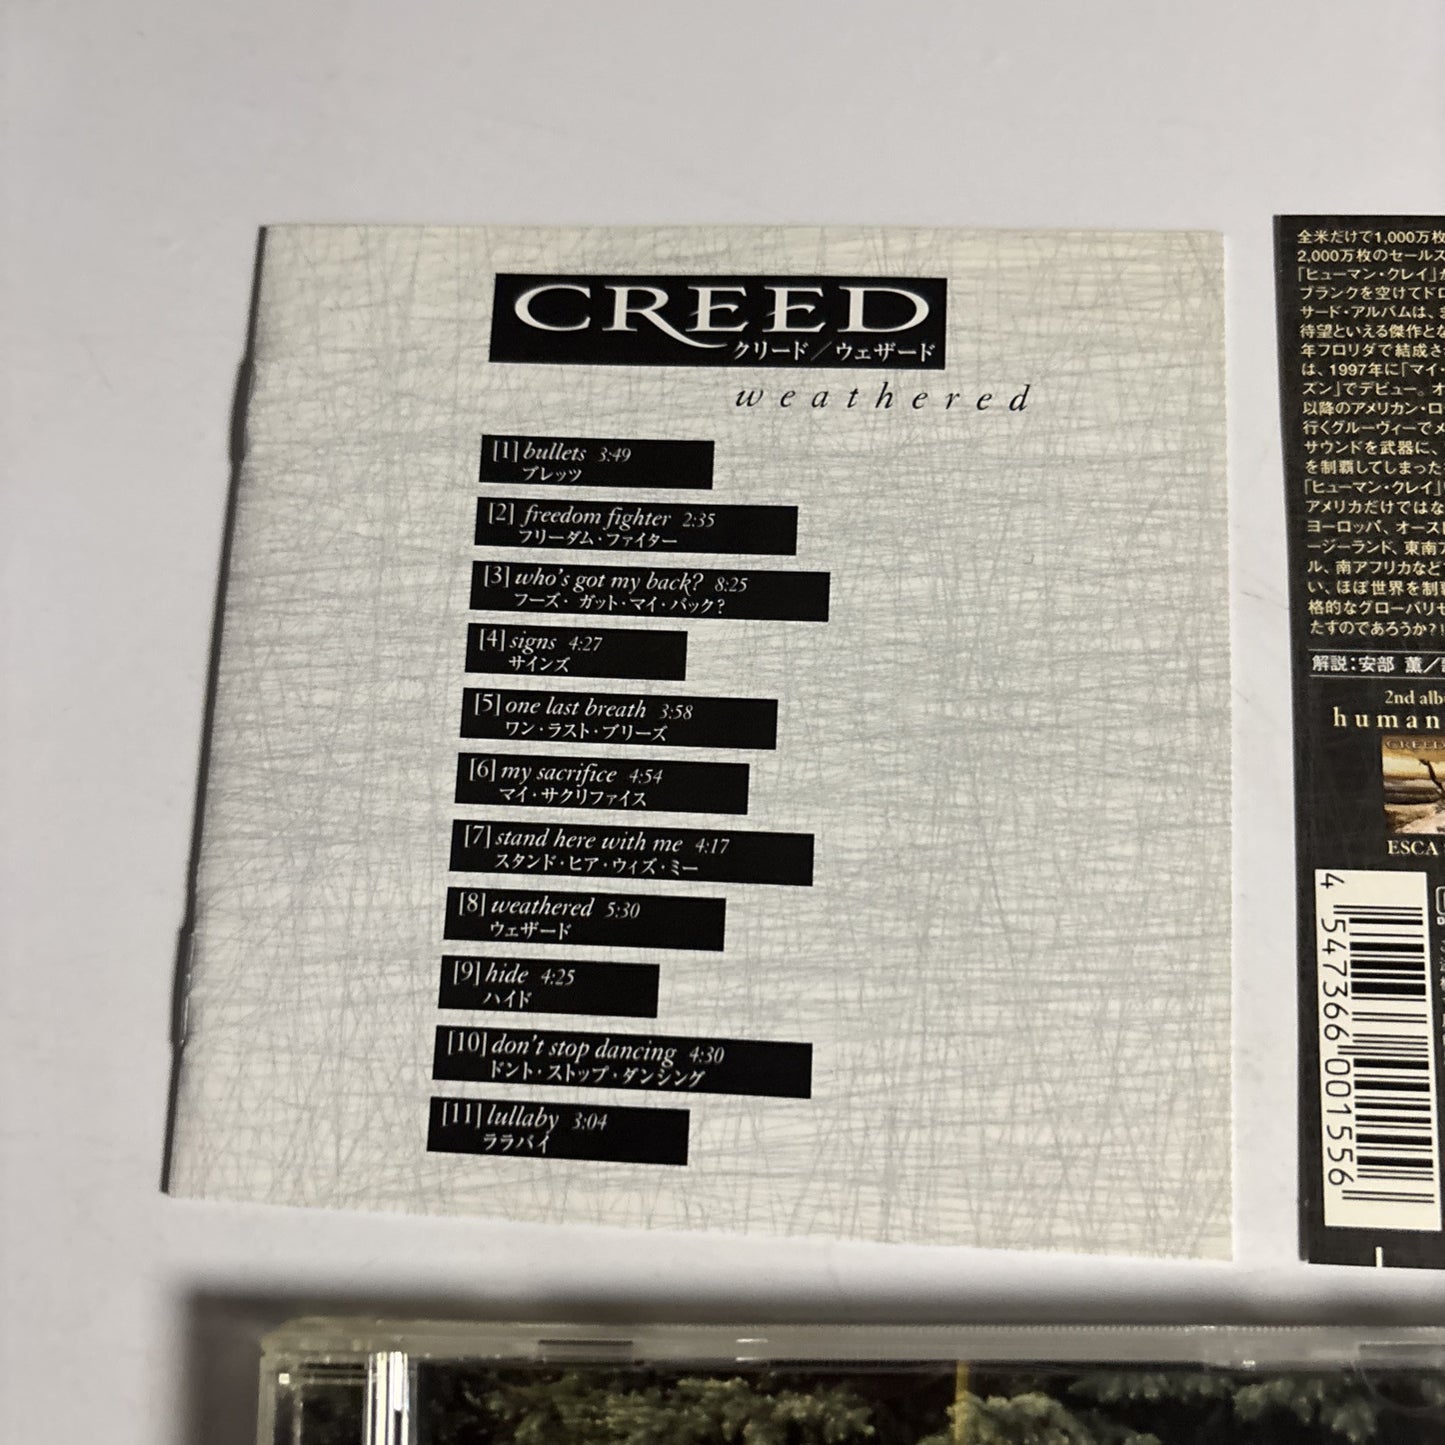 CREED
クリード／ウェザード
weathered
[1] bullets 3:49
ブレッツ
[2] freedom fighter 2:35
フリーダム・ファイター
[3] who's got my back? 8:25
フーズ・ガット・マイ・バック?
[4] signs 4:27
サインズ
[5] one last breath 3:58
ワン・ラスト・ブリーズ
[6] my sacrifice 4:54
マイ・サクリファイス
[7] stand here with me 4:17
スタンド・ヒア・ウィズ・ミー
[8] weathered 5:30
ウェザード
[9] hide 4:25
ハイド
[10] don't stop dancing 4:30
ドント・ストップ・ダンシング
[11] lullaby 3:04
ララバイ
全米だけで1,000万枚
2,000万枚のセールス
「ヒューマン・クレイ」が
ブランクを空けてドロ
サード・アルバムは、
待望といえる傑作とな
年フロリダで結成さ
は、1997年に「マイ・
ズン」でデビュー。オ
以降のアメリカン・ロ
行くグルーヴィーでメ
サウンドを武器に、
を制覇してしまった
「ヒューマン・クレイ」
アメリカだけではな
ヨーロッパ、オースト
ージーランド、東南ア
ル、南アフリカなど
い、ほぼ世界を制
格的なグローバリセ
たすのであろうか?!
解説：安部 薫／
2nd alb
human
CREED
ESCA
4 547366 001556